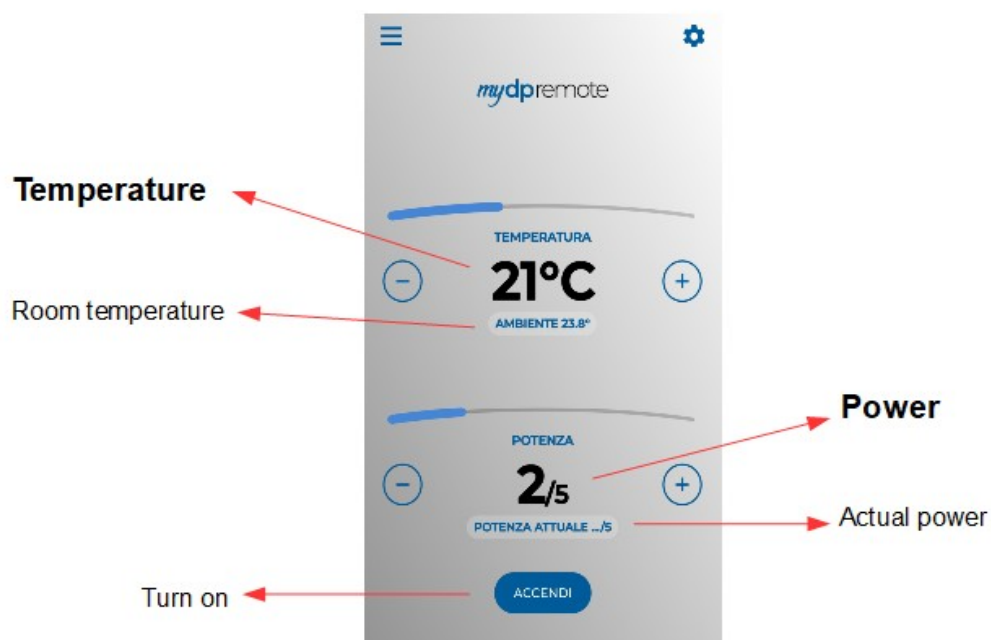 mydpremote
Temperature
TEMPERATURA
21°C
Room temperature
AMBIENTE 23.8°
Power
POTENZA
2/5
POTENZA ATTUALE .../5
Actual power
Turn on
ACCENDI